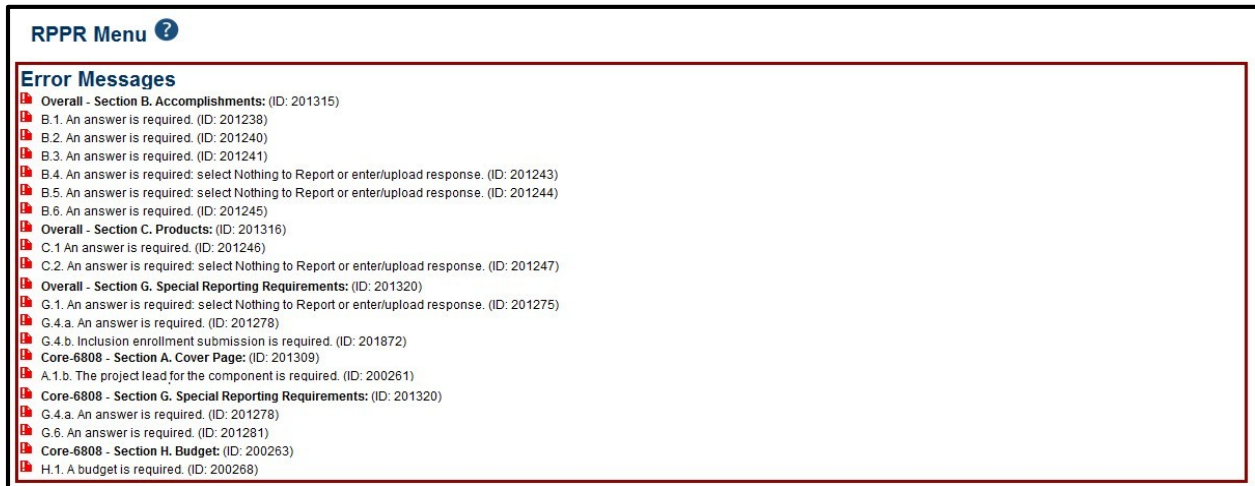 RPPR Menu ?
Error Messages
Overall - Section B. Accomplishments: (ID: 201315)
B.1. An answer is required. (ID: 201238)
B.2. An answer is required. (ID: 201240)
B.3. An answer is required. (ID: 201241)
B.4. An answer is required: select Nothing to Report or enter/upload response. (ID: 201243)
B.5. An answer is required: select Nothing to Report or enter/upload response. (ID: 201244)
B.6. An answer is required. (ID: 201245)
Overall - Section C. Products: (ID: 201316)
C.1 An answer is required. (ID: 201246)
C.2. An answer is required: select Nothing to Report or enter/upload response. (ID: 201247)
Overall - Section G. Special Reporting Requirements: (ID: 201320)
G.1. An answer is required: select Nothing to Report or enter/upload response. (ID: 201275)
G.4.a. An answer is required. (ID: 201278)
G.4.b. Inclusion enrollment submission is required. (ID: 201872)
Core-6808 - Section A. Cover Page: (ID: 201309)
A.1.b. The project lead for the component is required. (ID: 200261)
Core-6808 - Section G. Special Reporting Requirements: (ID: 201320)
G.4.a. An answer is required. (ID: 201278)
G.6. An answer is required. (ID: 201281)
Core-6808 - Section H. Budget: (ID: 200263)
H.1. A budget is required. (ID: 200268)